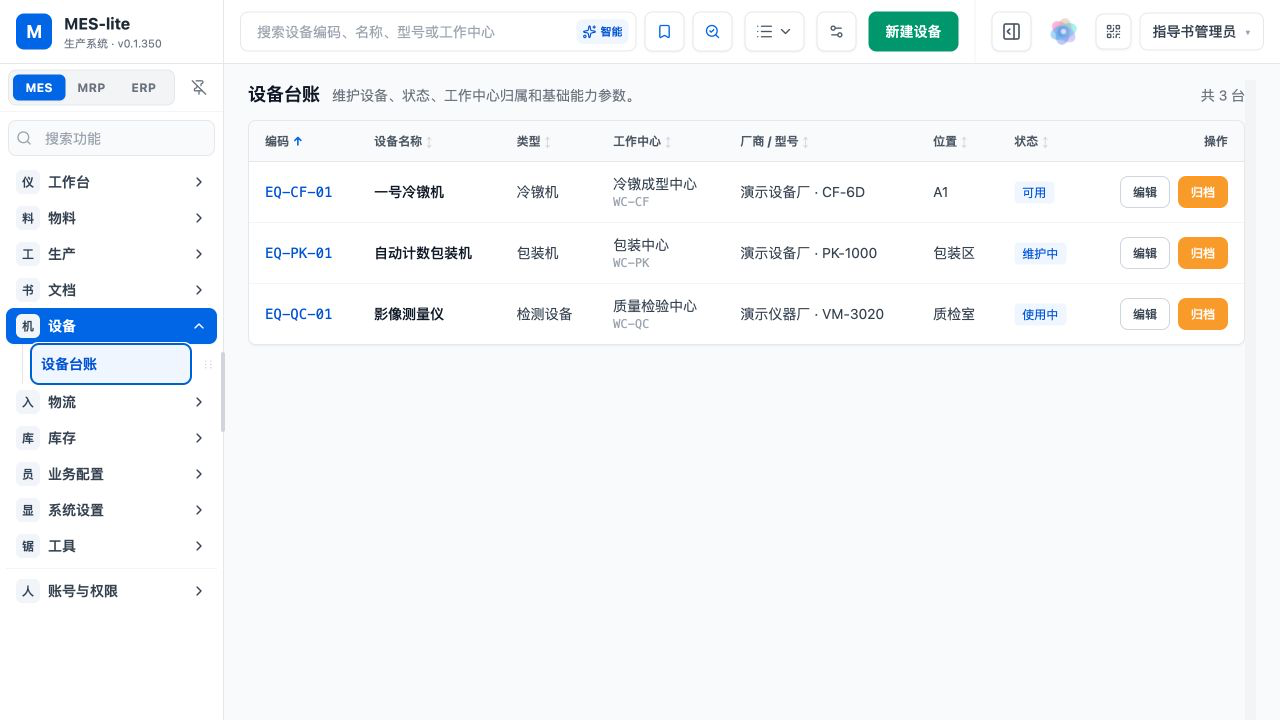 M
MES-lite
生产系统 · v0.1.350
搜索设备编码、名称、型号或工作中心
智能
新建设备
指导书管理员
MES MRP ERP
搜索功能
仪 工作台
料 物料
工 生产
书 文档
机 设备
设备台账
入 物流
库 库存
员 业务配置
显 系统设置
锯 工具
人 账号与权限
设备台账 维护设备、状态、工作中心归属和基础能力参数。 共 3 台
编码 设备名称 类型 工作中心 厂商 / 型号 位置 状态 操作
EQ-CF-01 一号冷镦机 冷镦机 冷镦成型中心 WC-CF 演示设备厂 · CF-6D A1 可用 编辑 归档
EQ-PK-01 自动计数包装机 包装机 包装中心 WC-PK 演示设备厂 · PK-1000 包装区 维护中 编辑 归档
EQ-QC-01 影像测量仪 检测设备 质量检验中心 WC-QC 演示仪器厂 · VM-3020 质检室 使用中 编辑 归档